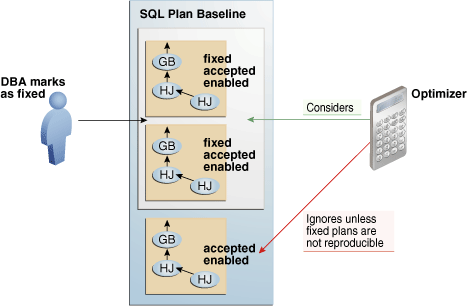 SQL Plan Baseline
GB
HJ
HJ
fixed
accepted
enabled
DBA marks
as fixed
Considers
Optimizer
GB
HJ
HJ
fixed
accepted
enabled
Ignores unless
fixed plans are
not reproducible
GB
HJ
HJ
accepted
enabled